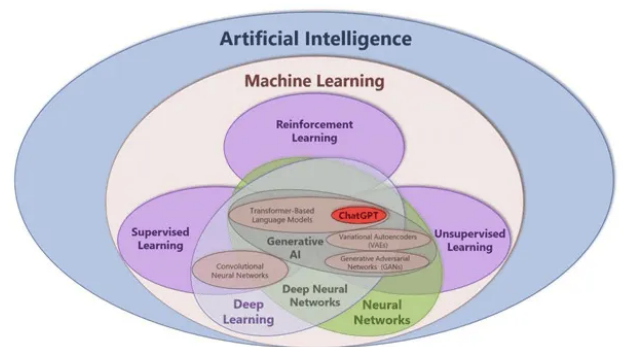 Artificial Intelligence
Machine Learning
Reinforcement
Learning
Transformer-Based
Language Models
ChatGPT
Supervised
Learning
Generative
AI
Variational Autoencoders
(VAEs)
Unsupervised
Learning
Convolutional
Neural Networks
Generative Adversarial
Networks (GANs)
Deep Neural
Networks
Deep
Learning
Neural
Networks